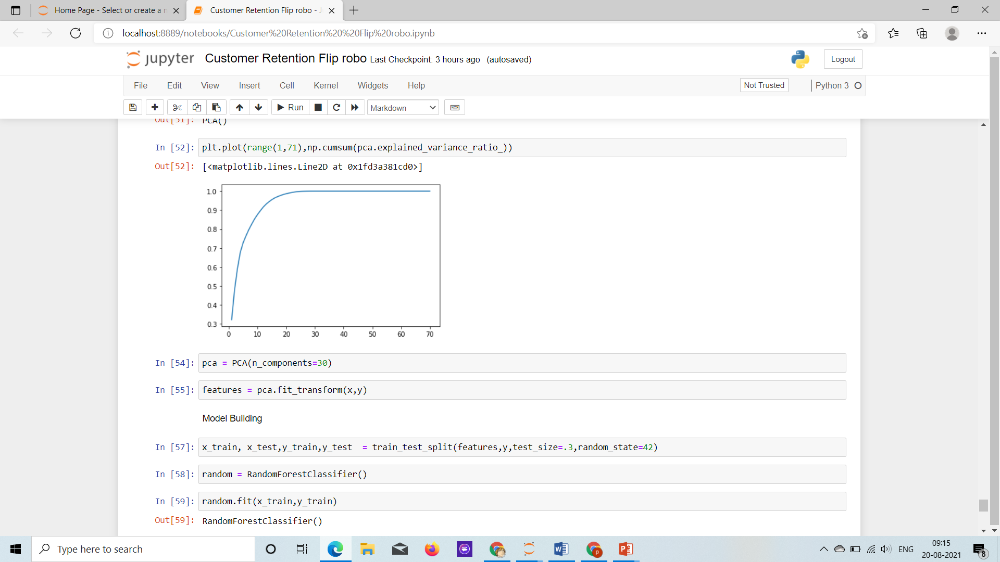 Home Page - Select or create a n
Customer Retention Flip robo - J
localhost:8889/notebooks/Customer%20Retention%20%20Flip%20robo.ipynb
jupyter Customer Retention Flip robo Last Checkpoint: 3 hours ago (autosaved)
Logout
File Edit View Insert Cell Kernel Widgets Help
Not Trusted
Python 3
Run
Markdown
Out[51]: PCA()
In [52]: plt.plot(range(1,71),np.cumsum(pca.explained_variance_ratio_))
Out[52]: [<matplotlib.lines.Line2D at 0x1fd3a381cd0>]
1.0
0.9
0.8
0.7
0.6
0.5
0.4
0.3
0 10 20 30 40 50 60 70
In [54]: pca = PCA(n_components=30)
In [55]: features = pca.fit_transform(x,y)
Model Building
In [57]: x_train, x_test,y_train,y_test  = train_test_split(features,y,test_size=.3,random_state=42)
In [58]: random = RandomForestClassifier()
In [59]: random.fit(x_train,y_train)
Out[59]: RandomForestClassifier()
Type here to search
ENG
09:15
20-08-2021
8